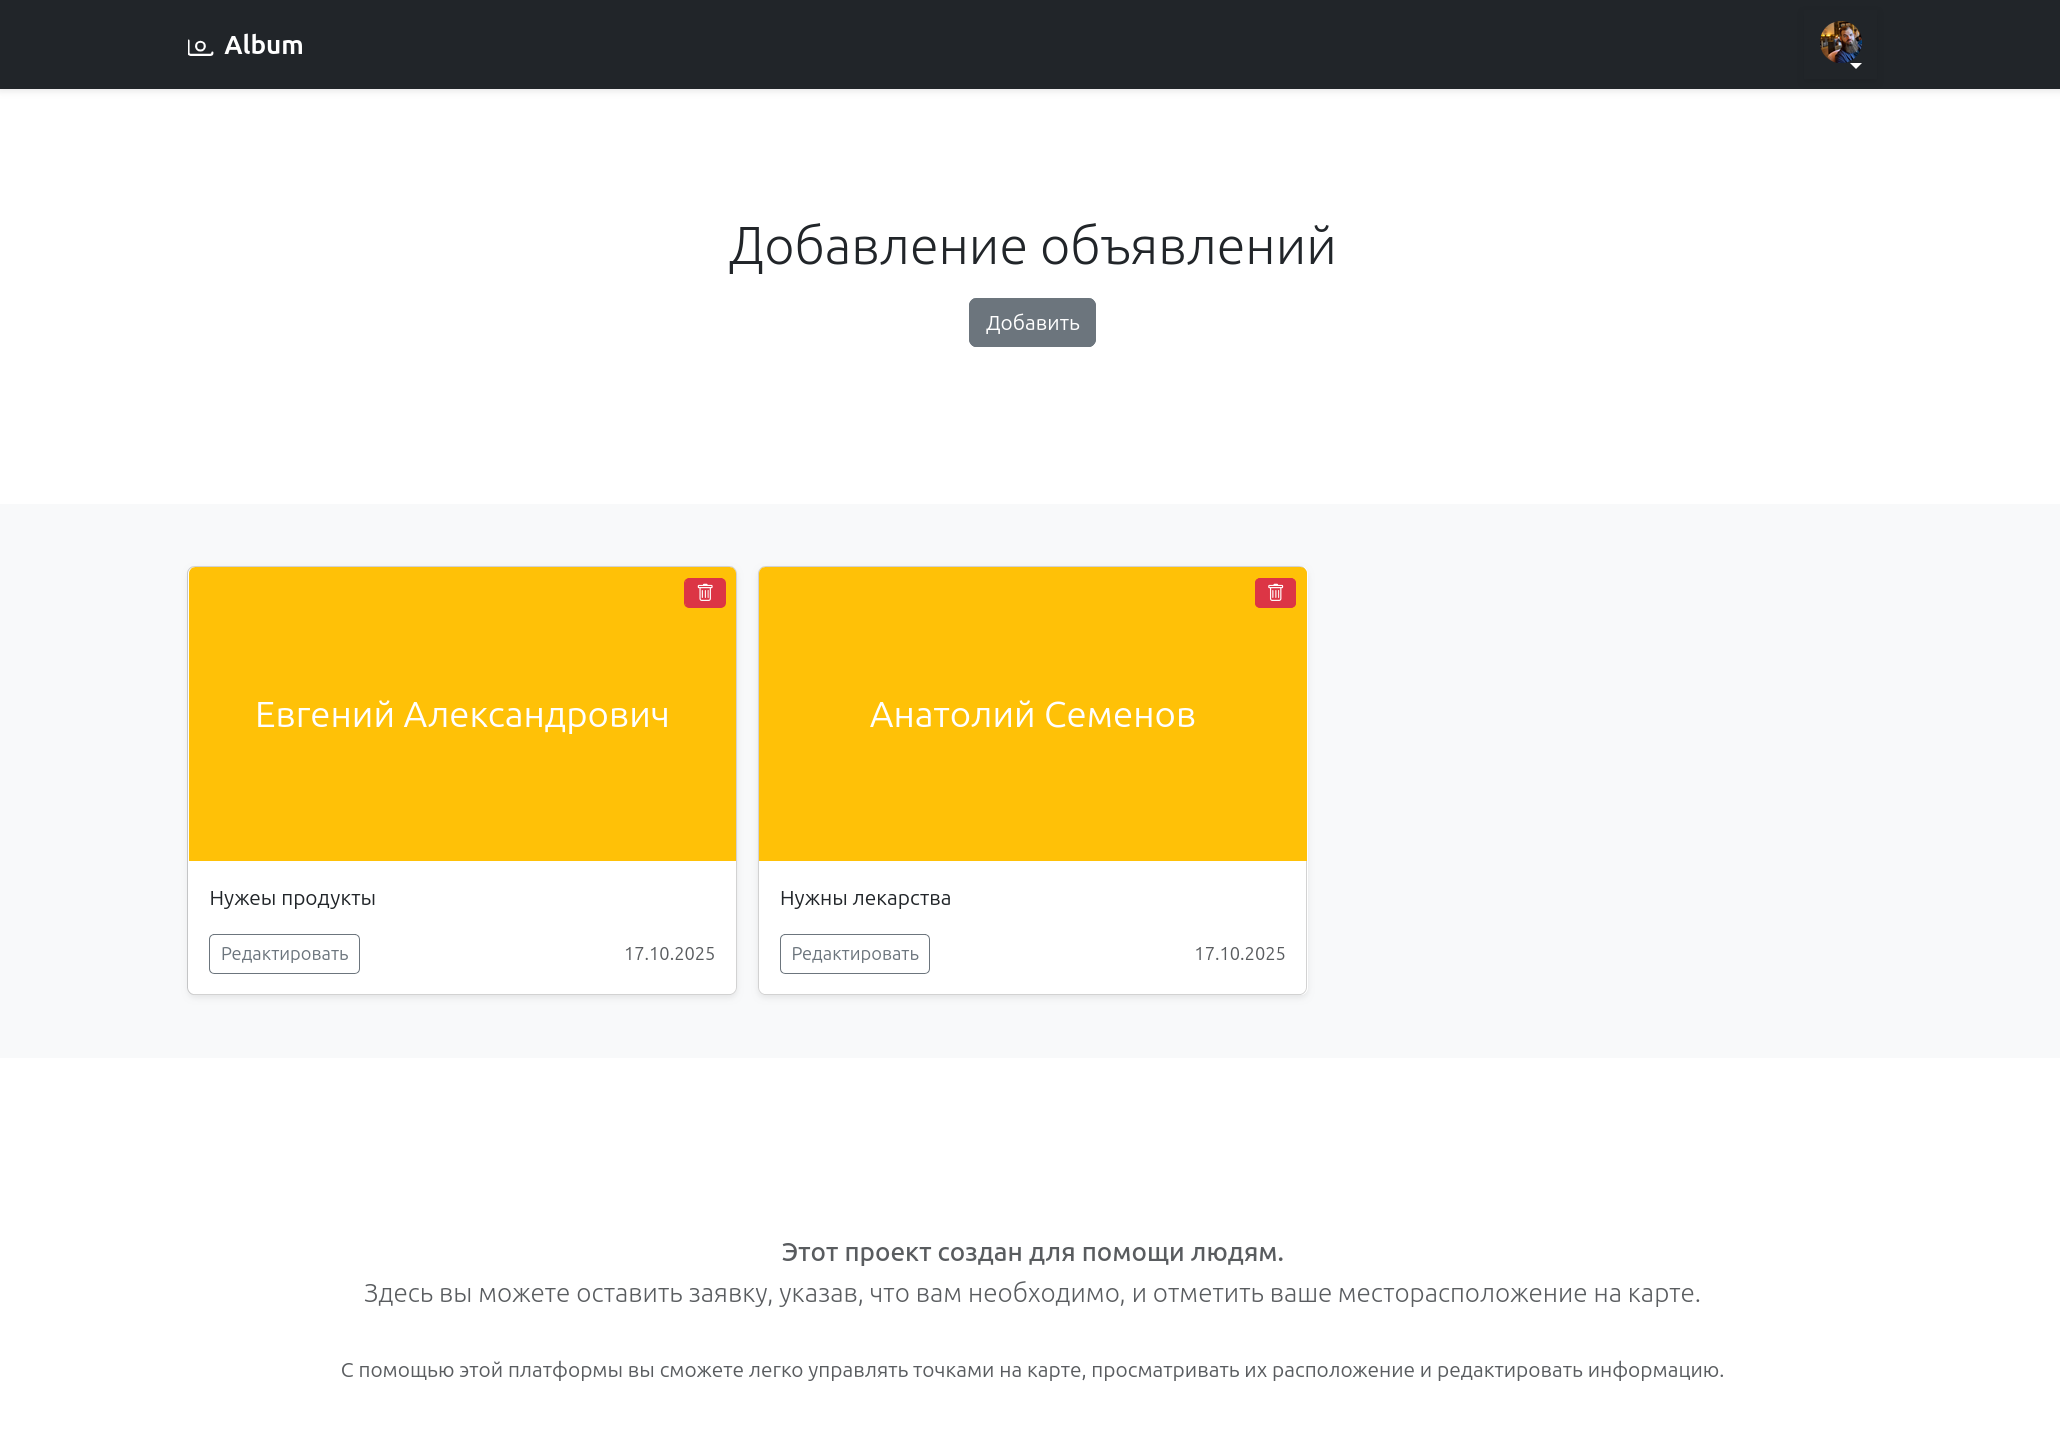 Album
Добавление объявлений
Добавить
Евгений Александрович
Анатолий Семенов
Нужеы продукты
Нужны лекарства
Редактировать
17.10.2025
Редактировать
17.10.2025
Этот проект создан для помощи людям.
Здесь вы можете оставить заявку, указав, что вам необходимо, и отметить ваше месторасположение на карте.
С помощью этой платформы вы сможете легко управлять точками на карте, просматривать их расположение и редактировать информацию.